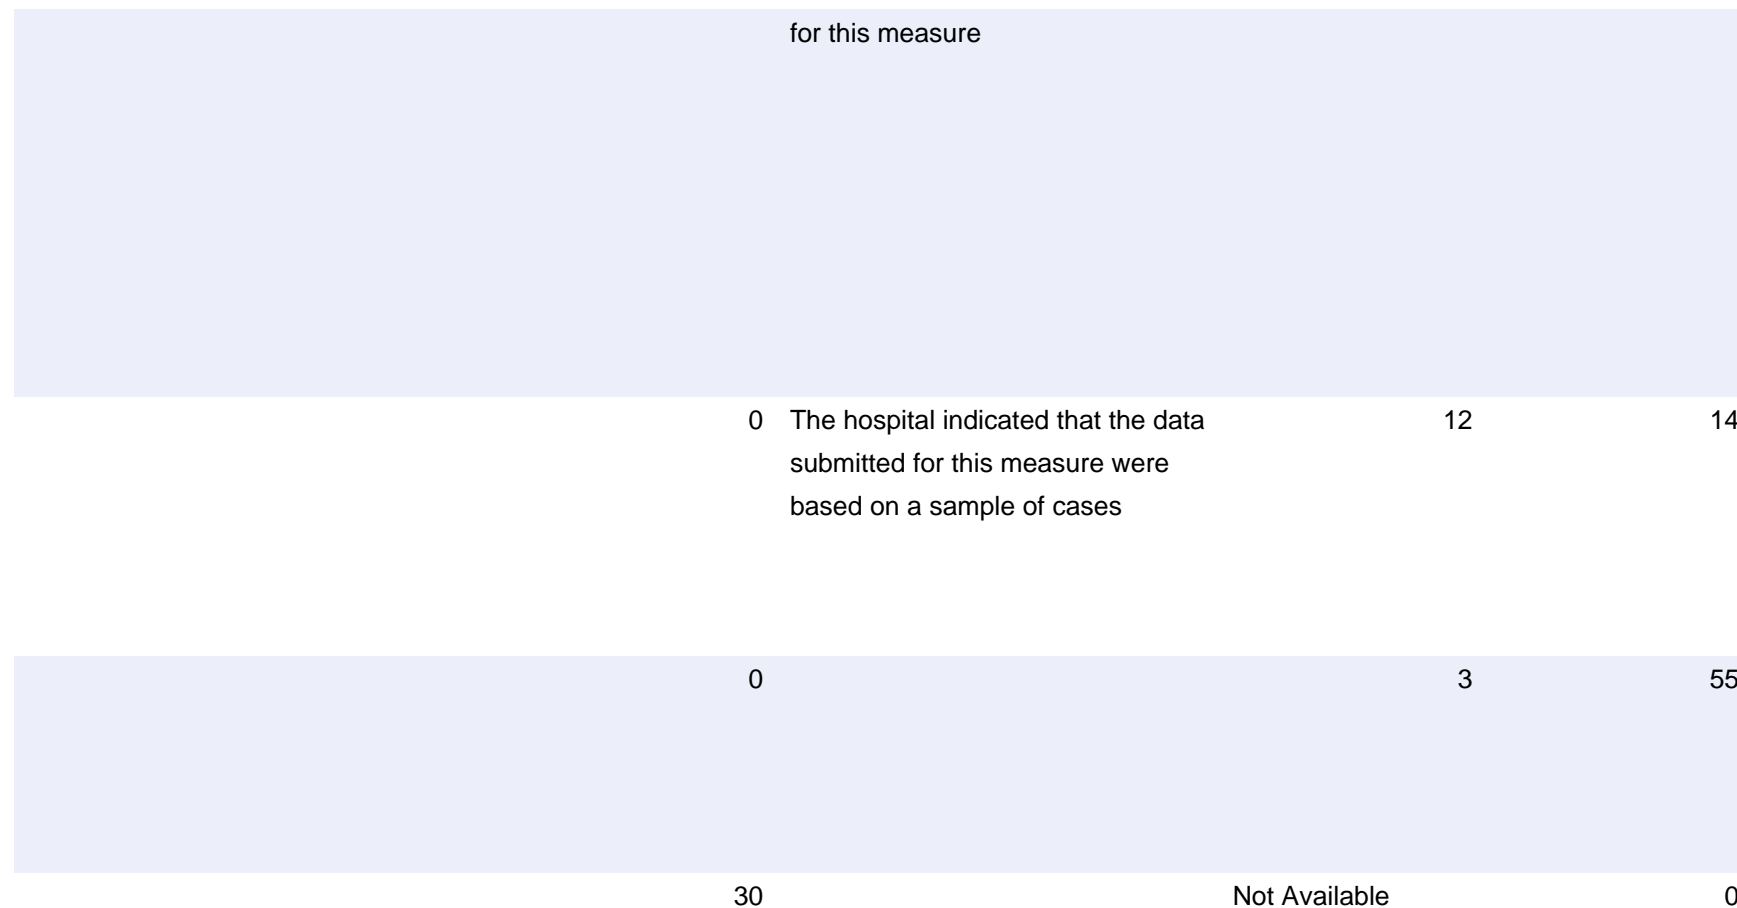 for this measure
0 The hospital indicated that the data 12 14
submitted for this measure were
based on a sample of cases
0 3 55
30 Not Available 0